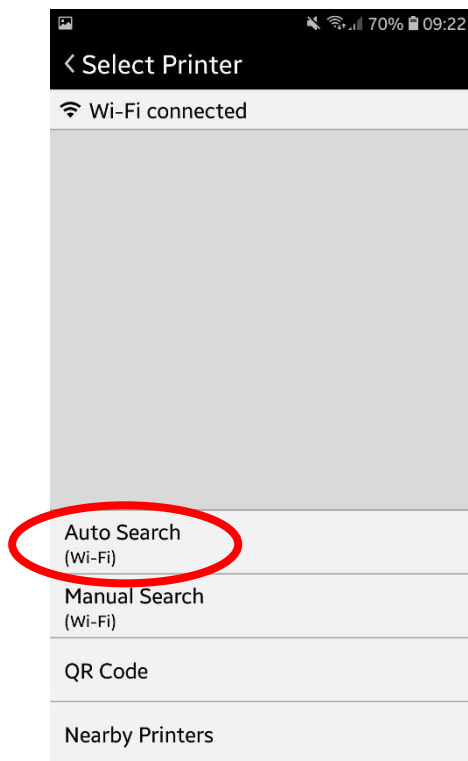 70% 09:22
Select Printer
Wi-Fi connected
Auto Search
(Wi-Fi)
Manual Search
(Wi-Fi)
QR Code
Nearby Printers